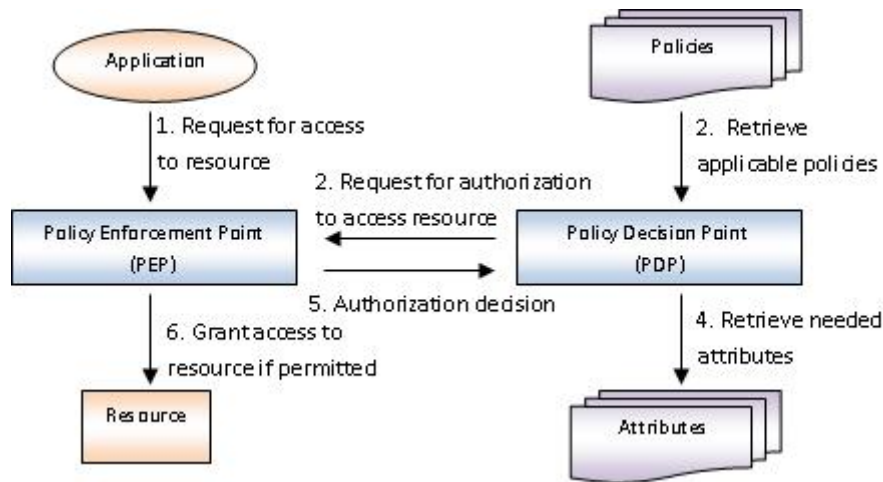 Application
Policies
1. Request for access
to resource
2. Retrieve
applicable policies
2. Request for authorization
to access resource
Policy Enforcement Point
(PEP)
Policy Decision Point
(PDP)
5. Authorization decision
6. Grant access to
resource if permitted
4. Retrieve needed
attributes
Resource
Attributes